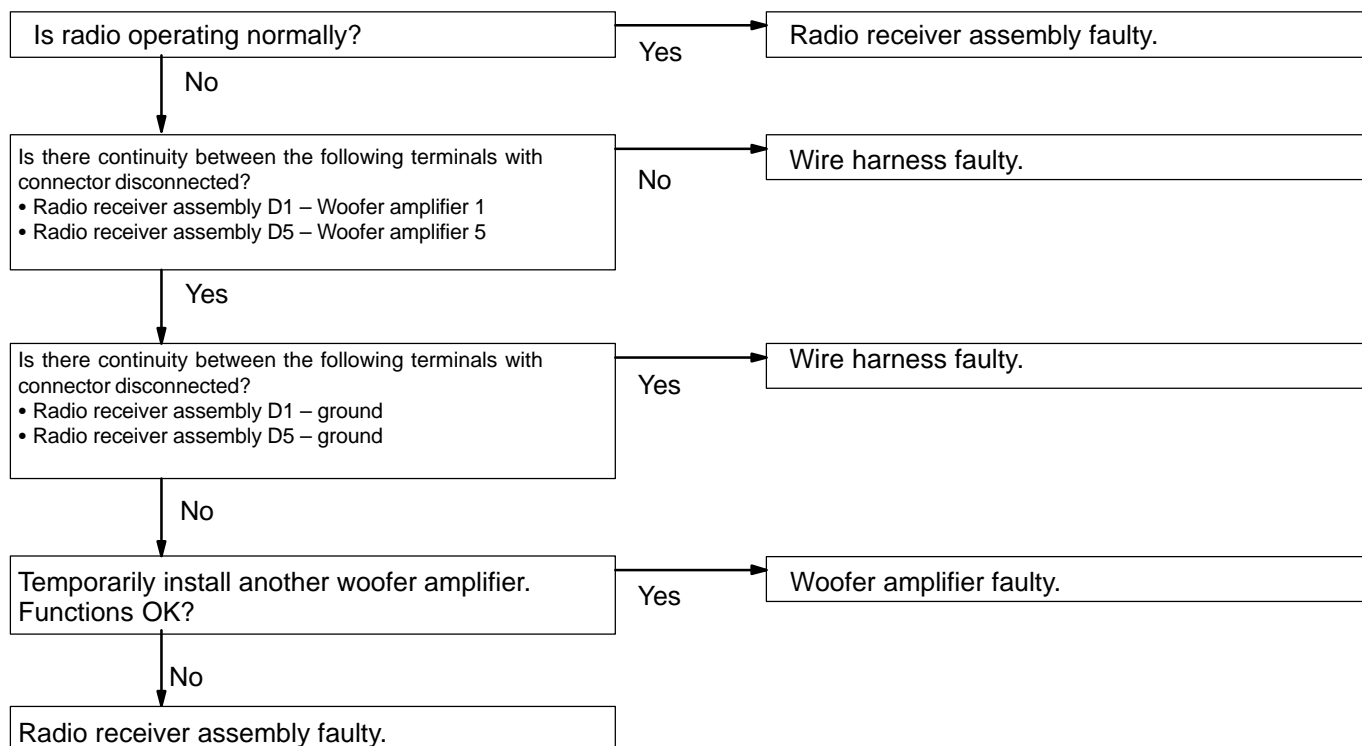 Is radio operating normally?
Yes
Radio receiver assembly faulty.
No
Is there continuity between the following terminals with
connector disconnected?
• Radio receiver assembly D1 – Woofer amplifier 1
• Radio receiver assembly D5 – Woofer amplifier 5
No
Wire harness faulty.
Yes
Is there continuity between the following terminals with
connector disconnected?
• Radio receiver assembly D1 – ground
• Radio receiver assembly D5 – ground
Yes
Wire harness faulty.
No
Temporarily install another woofer amplifier.
Functions OK?
Yes
Woofer amplifier faulty.
No
Radio receiver assembly faulty.